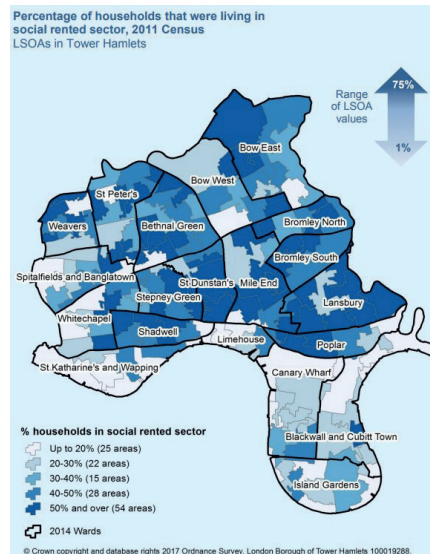 Percentage of households that were living in
social rented sector, 2011 Census
LSOAs in Tower Hamlets
75%
Range
of LSOA
values
1%
Bow East
Bow West
St Peter's
Weavers
Bethnal Green
Bromley North
Bromley South
Spitalfields and Banglatown
St Dunstan's
Mile End
Stepney Green
Lansbury
Whitechapel
Shadwell
Limehouse
Poplar
St Katharine's and Wapping
Canary Wharf
Blackwall and Cubitt Town
Island Gardens
% households in social rented sector
Up to 20% (25 areas)
20-30% (22 areas)
30-40% (15 areas)
40-50% (28 areas)
50% and over (54 areas)
2014 Wards
© Crown copyright and database rights 2017 Ordnance Survey, London Borough of Tower Hamlets 100019288.